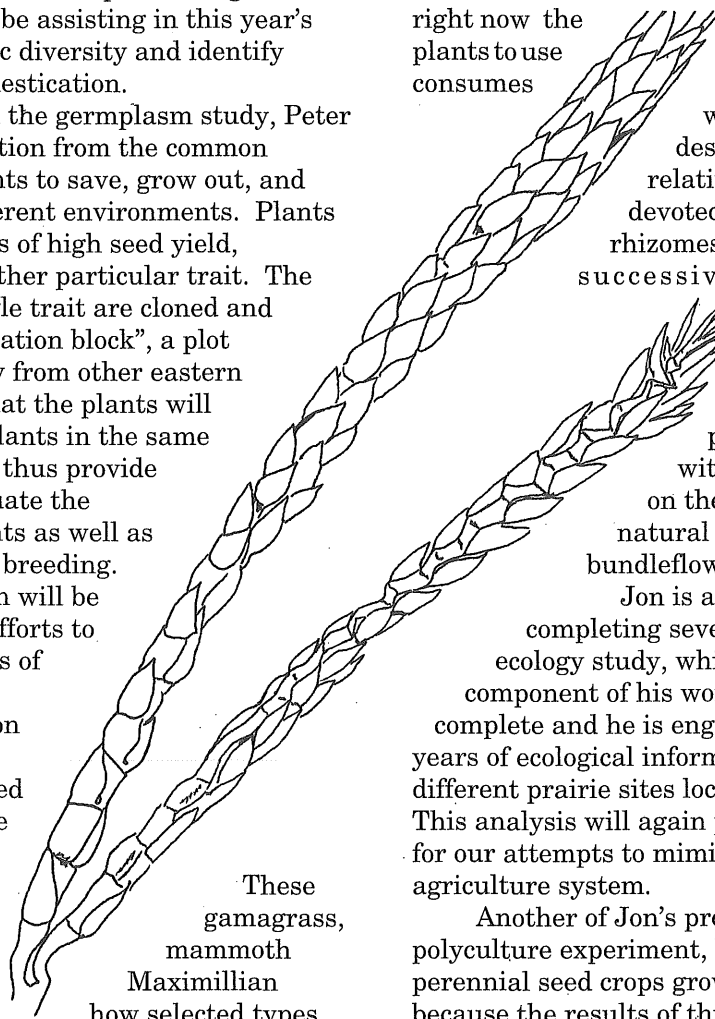 be assisting in this year's
c diversity and identify
estication.
the germplasm study, Peter
tion from the common
nts to save, grow out, and
erent environments. Plants
s of high seed yield,
ther particular trait. The
le trait are cloned and
ation block", a plot
y from other eastern
at the plants will
lants in the same
thus provide
uate the
nts as well as
breeding.
n will be
fforts to
s of
on
ed
e
These
gamagrass,
mammoth
Maximillian
how selected types
right now the
plants to use
consumes
w
des
relati
devoted
rhizomes
successiv
p
wit
on the
natural
bundleflow
Jon is a
completing seve
ecology study, whi
component of his wo
complete and he is eng
years of ecological inform
different prairie sites loc
This analysis will again
for our attempts to mimi
agriculture system.
Another of Jon's pre
polyculture experiment,
perennial seed crops grow
because the results of th